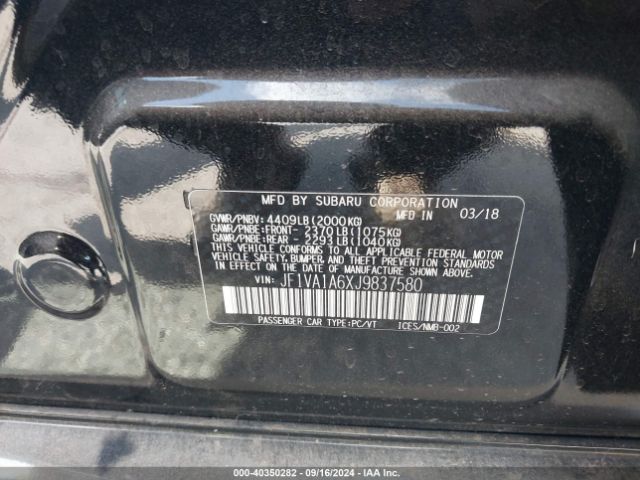 MFD BY SUBARU CORPORATION
GVWR/PNBV: 4409LB(2000KG) MFD IN 03/18
GAWR/PNBE:FRONT- 2370LB(1075KG)
GAWR/PNBE:REAR - 2293LB(1040KG)
THIS VEHICLE CONFORMS TO ALL APPLICABLE FEDERAL MOTOR
VEHICLE SAFETY, BUMPER, AND THEFT PREVENTION STANDARDS
IN EFFECT ON THE DATE OF MANUFACTURE SHOWN ABOVE.
VIN: JF1VA1A6XJ9837580
PASSENGER CAR TYPE:PC/VT ICES/NMB-002
000-40350282 - 09/16/2024 - IAA Inc.